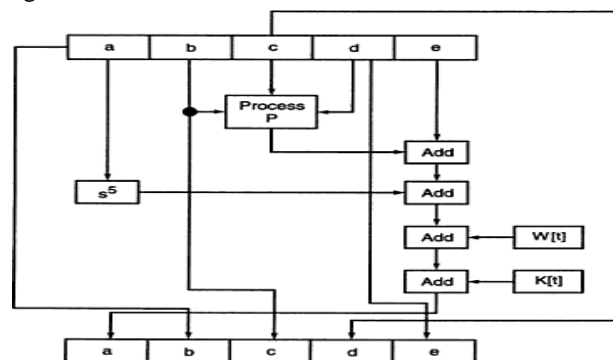 a b c d e
Process
P
Add
s⁵
Add
Add
W[t]
Add
K[t]
a b c d e